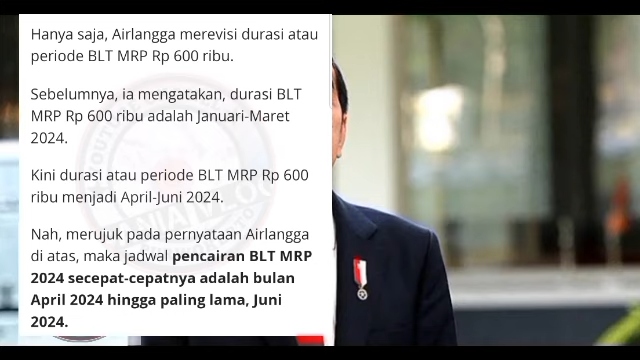 Hanya saja, Airlangga merevisi durasi atau
periode BLT MRP Rp 600 ribu.
Sebelumnya, ia mengatakan, durasi BLT
MRP Rp 600 ribu adalah Januari-Maret
2024.
Kini durasi atau periode BLT MRP Rp 600
ribu menjadi April-Juni 2024.
Nah, merujuk pada pernyataan Airlangga
di atas, maka jadwal pencairan BLT MRP
2024 secepat-cepatnya adalah bulan
April 2024 hingga paling lama, Juni
2024.